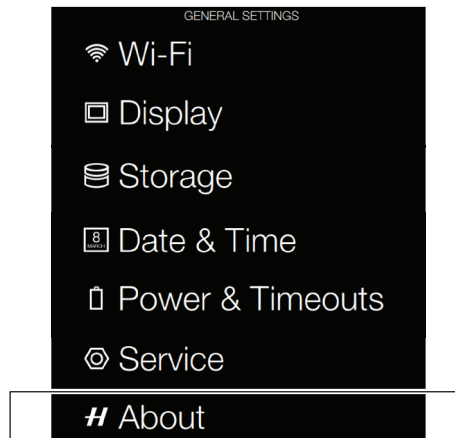 GENERAL SETTINGS
Wi-Fi
Display
Storage
8
MARCH
Date & Time
Power & Timeouts
Service
H About